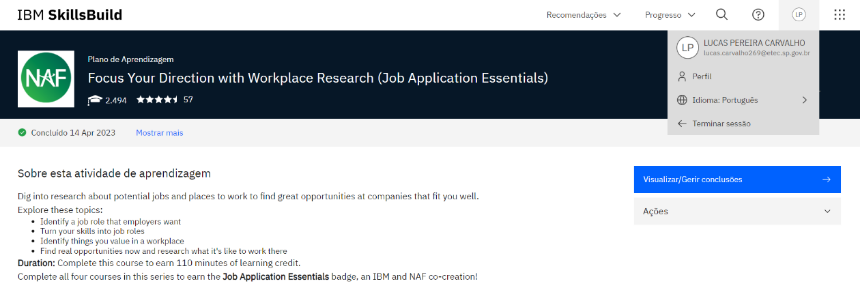 IBM SkillsBuild
Recomendações
Progresso
LP
LP
LUCAS PEREIRA CARVALHO
lucas.carvalho269@etec.sp.gov.br
Perfil
Idioma: Português
Terminar sessão
NAF
Plano de Aprendizagem
Focus Your Direction with Workplace Research (Job Application Essentials)
2.494
57
Concluído 14 Apr 2023
Mostrar mais
Sobre esta atividade de aprendizagem
Dig into research about potential jobs and places to work to find great opportunities at companies that fit you well.
Explore these topics:
• Identify a job role that employers want
• Turn your skills into job roles
• Identify things you value in a workplace
• Find real opportunities now and research what's like to work there
Duration: Complete this course to earn 110 minutes of learning credit.
Complete all four courses in this series to earn the Job Application Essentials badge, an IBM and NAF co-creation!
Visualizar/Gerir conclusões
Ações